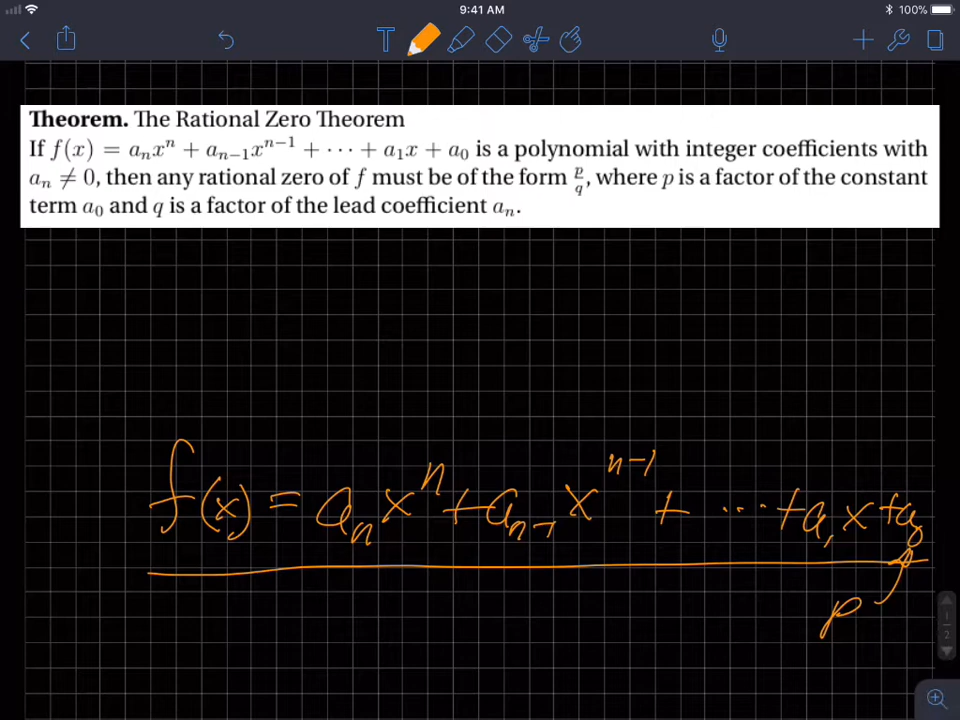 9:41 AM
100%
T
Theorem. The Rational Zero Theorem
If f(x) = aₙxⁿ + aₙ₋₁xⁿ⁻¹ + ⋯ + a₁x + a₀ is a polynomial with integer coefficients with
aₙ ≠ 0, then any rational zero of f must be of the form p/q, where p is a factor of the constant
term a₀ and q is a factor of the lead coefficient aₙ.
f(x) = aₙxⁿ + aₙ₋₁xⁿ⁻¹ + ⋯ + a₁x + a₀
p
1
2